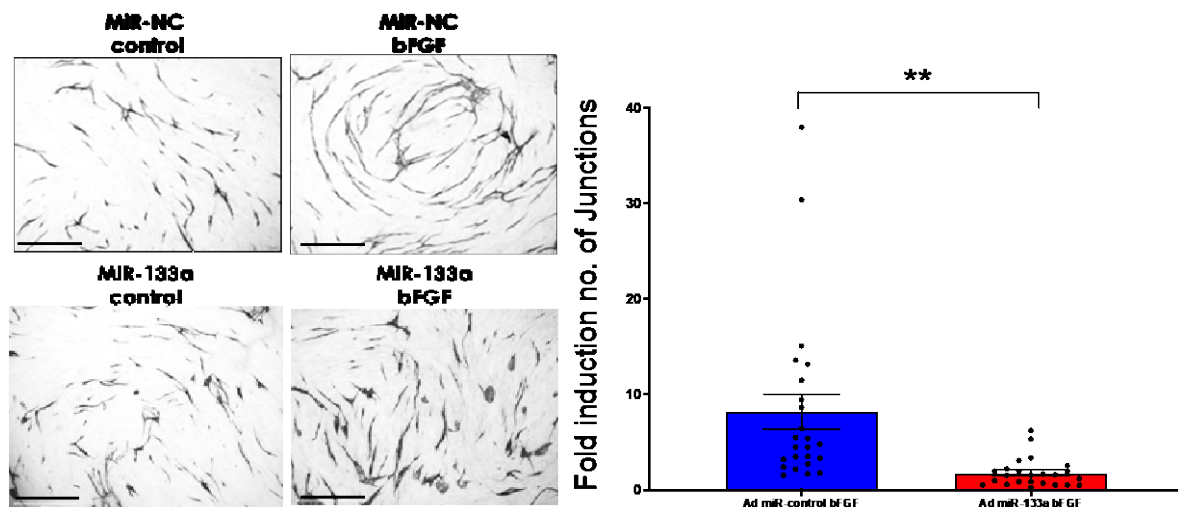 MiR-NC
control
MiR-NC
bFGF
MiR-133a
control
MiR-133a
bFGF
Fold induction no. of Junctions
**
40
30
20
10
0
Ad miR-control bFGF
Ad miR-133a bFGF